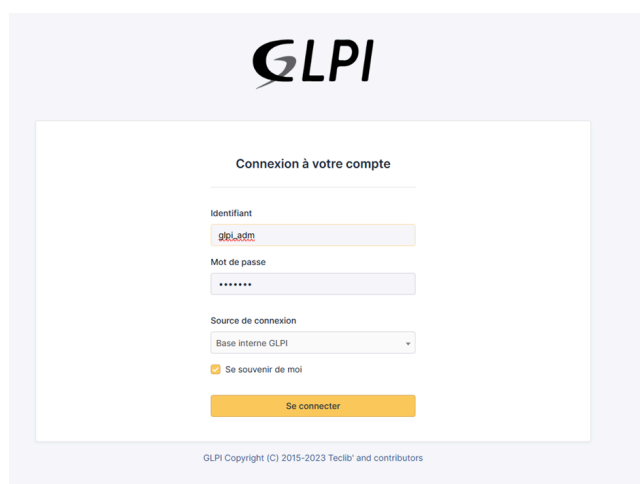 GLPI
Connexion à votre compte
Identifiant
glpi_adm
Mot de passe
•••••••
Source de connexion
Base interne GLPI
Se souvenir de moi
Se connecter
GLPI Copyright (C) 2015-2023 Teclib' and contributors